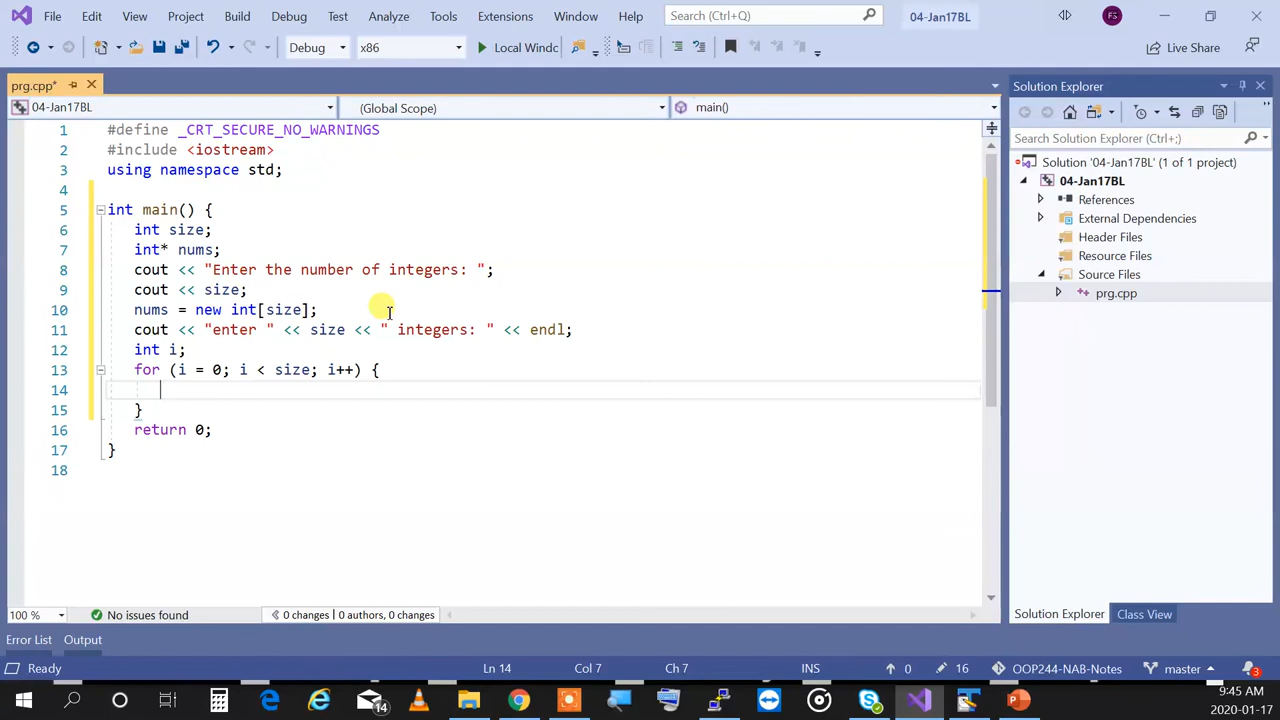 File Edit View Project Build Debug Test Analyze Tools Extensions Window Help Search (Ctrl+Q) 04-Jan17BL FS
Debug x86 Local Windc Live Share
prg.cpp* Solution Explorer
04-Jan17BL (Global Scope) main()
Search Solution Explorer (Ctrl+;)
1 #define _CRT_SECURE_NO_WARNINGS
2 #include <iostream>
3 using namespace std;
4
5 int main() {
6 int size;
7 int* nums;
8 cout << "Enter the number of integers: ";
9 cout << size;
10 nums = new int[size];
11 cout << "enter " << size << " integers: " << endl;
12 int i;
13 for (i = 0; i < size; i++) {
14
15 }
16 return 0;
17 }
18
Solution '04-Jan17BL' (1 of 1 project)
04-Jan17BL
References
External Dependencies
Header Files
Resource Files
Source Files
prg.cpp
100 % No issues found 0 changes | 0 authors, 0 changes
Solution Explorer Class View
Error List Output
Ready Ln 14 Col 7 Ch 7 INS 0 16 OOP244-NAB-Notes master 3
14
9:45 AM
2020-01-17